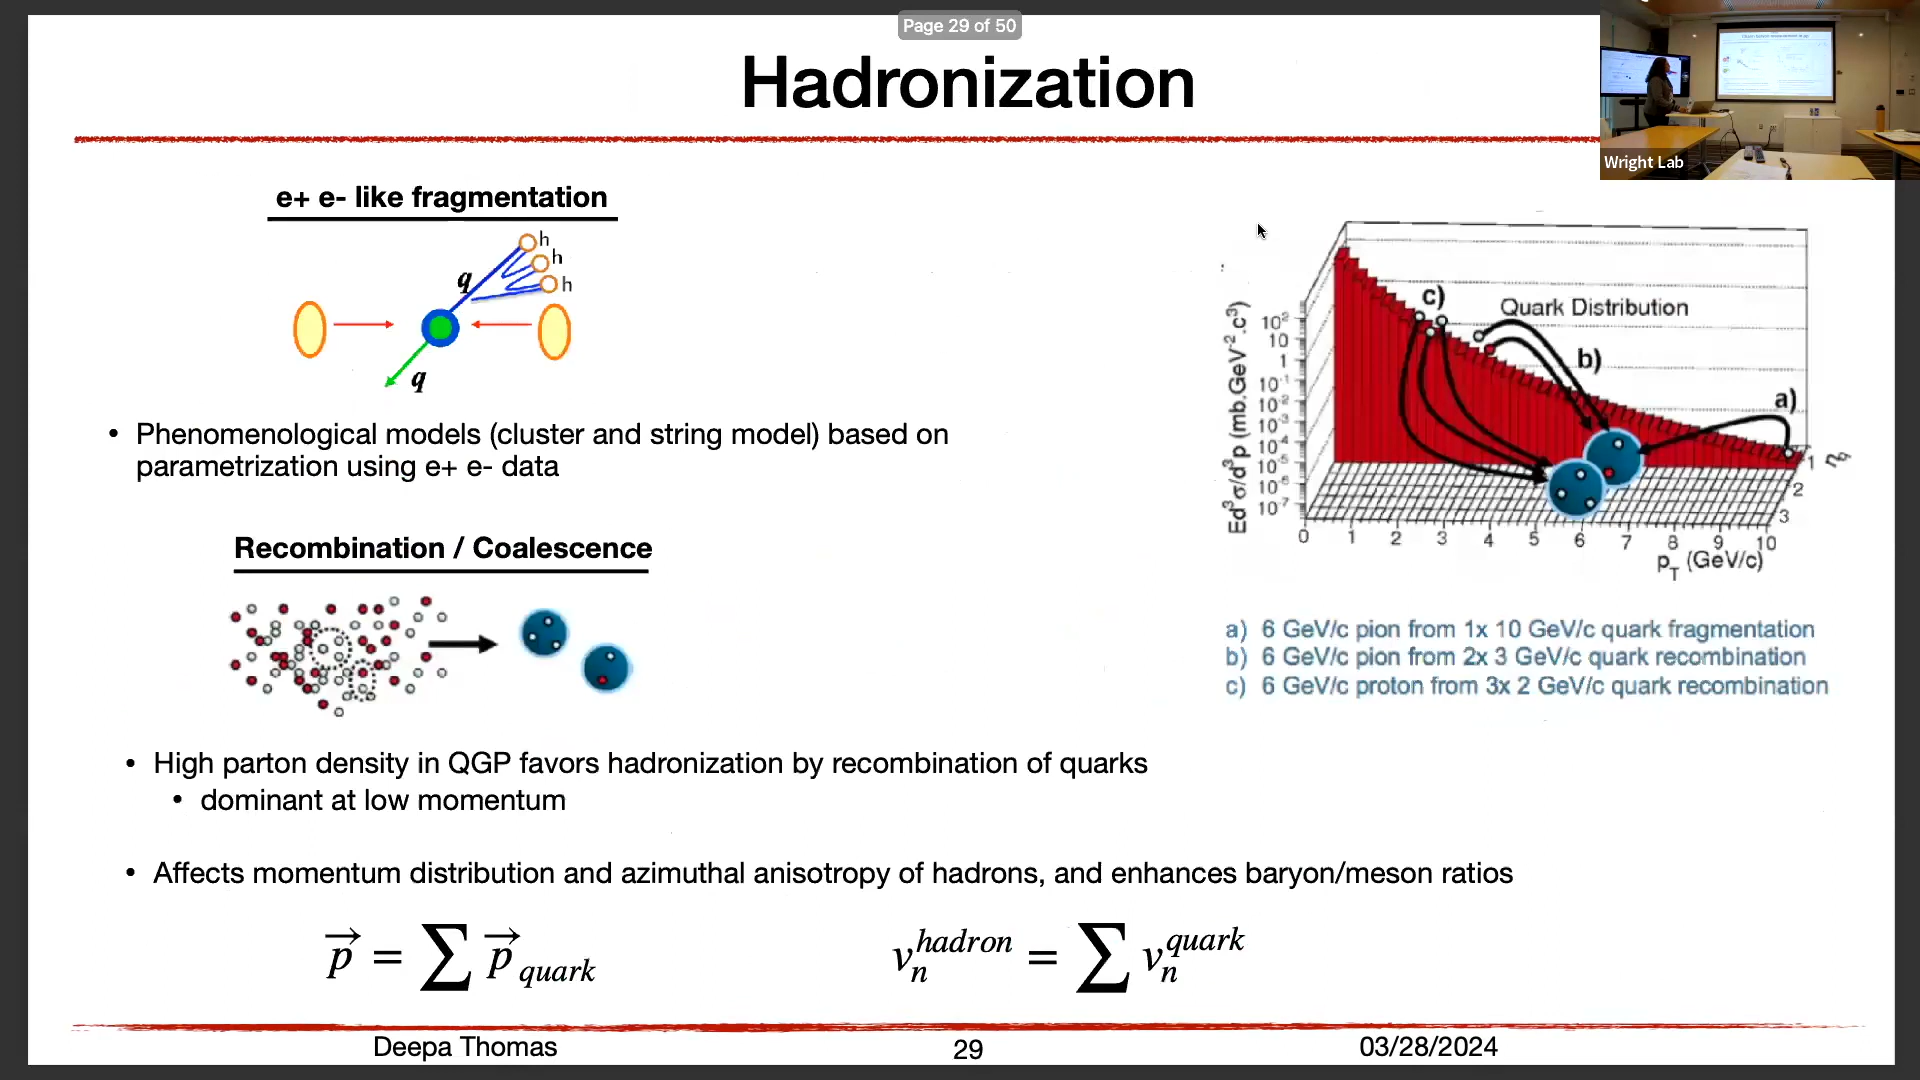 Page 29 of 50
Hadronization
Wright Lab
e+ e- like fragmentation
h
h
h
q
q
• Phenomenological models (cluster and string model) based on
parametrization using e+ e- data
Recombination / Coalescence
c)
Quark Distribution
b)
a)
Ed³σ/d³p (mb.GeV⁻².c³)
10²
10
1
10⁻¹
10⁻²
10⁻³
10⁻⁴
10⁻⁵
10⁻⁶
10⁻⁷
0 1 2 3 4 5 6 7 8 9 10
p_T (GeV/c)
1
2
3
n_q
a) 6 GeV/c pion from 1x 10 GeV/c quark fragmentation
b) 6 GeV/c pion from 2x 3 GeV/c quark recombination
c) 6 GeV/c proton from 3x 2 GeV/c quark recombination
• High parton density in QGP favors hadronization by recombination of quarks
• dominant at low momentum
• Affects momentum distribution and azimuthal anisotropy of hadrons, and enhances baryon/meson ratios
p⃗ = ∑ p⃗_quark
v_n^hadron = ∑ v_n^quark
Deepa Thomas 29 03/28/2024